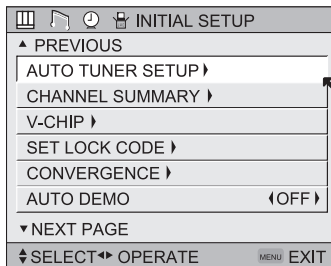 INITIAL SETUP
▲ PREVIOUS
AUTO TUNER SETUP
CHANNEL SUMMARY
V-CHIP
SET LOCK CODE
CONVERGENCE
AUTO DEMO OFF
▼NEXT PAGE
SELECT OPERATE MENU EXIT